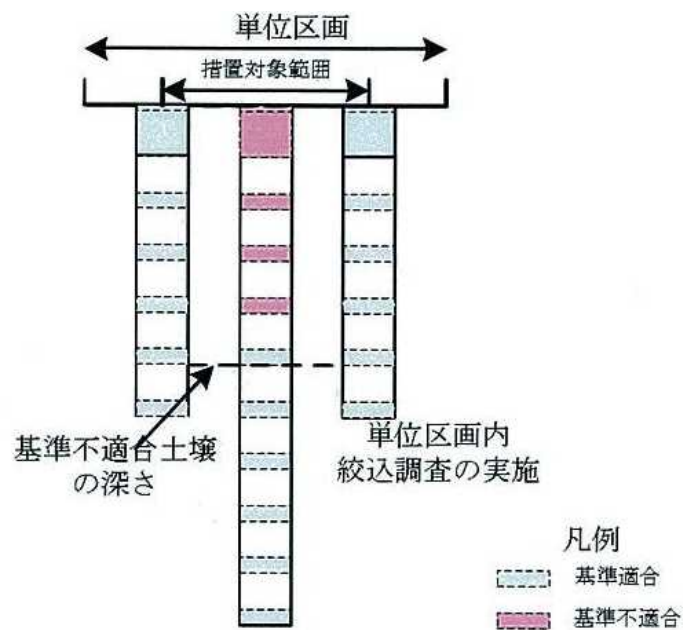 単位区画
措置対象範囲
基準不適合土壌
の深さ
単位区画内
絞込調査の実施
凡例
基準適合
基準不適合